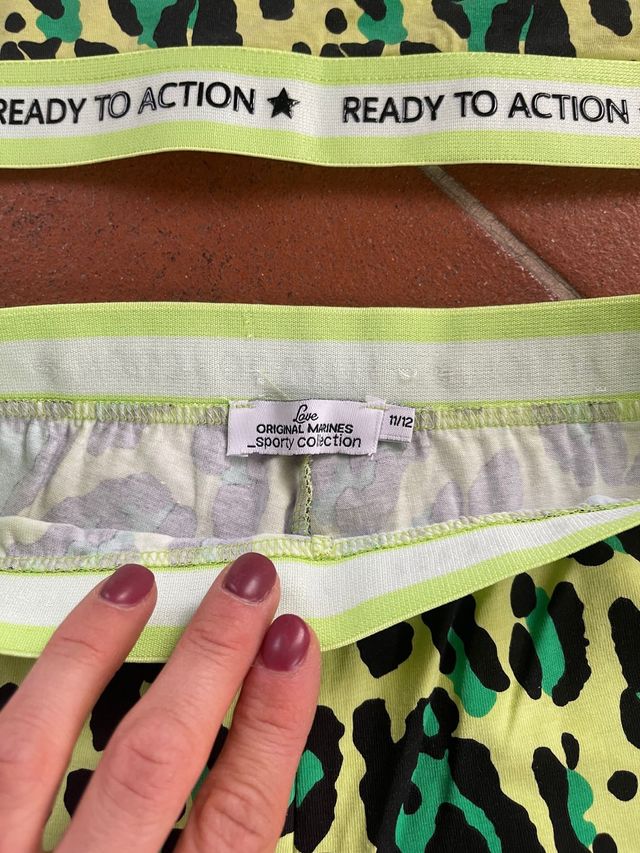 READY TO ACTION ★ READY TO ACTION
Love
ORIGINAL MARINES
_sporty collection
11/12